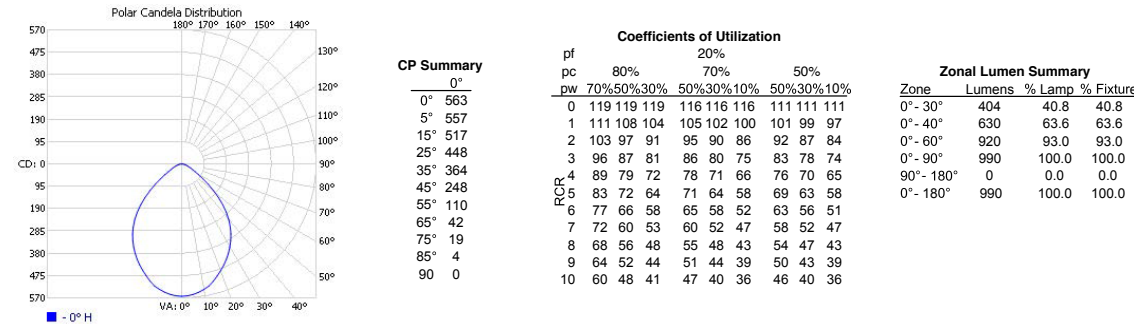 Polar Candela Distribution
180° 170° 160° 150° 140°
570
475
380
285
190
95
CD: 0
95
190
285
380
475
570
130°
120°
110°
100°
90°
80°
70°
60°
50°
VA: 0° 10° 20° 30° 40°
- 0° H
CP Summary
0°
0° 563
5° 557
15° 517
25° 448
35° 364
45° 248
55° 110
65° 42
75° 19
85° 4
90 0
Coefficients of Utilization
pf 20%
pc 80% 70% 50%
pw 70%50%30% 50%30%10% 50%30%10%
RCR
0 119 119 119 116 116 116 111 111 111
1 111 108 104 105 102 100 101 99 97
2 103 97 91 95 90 86 92 87 84
3 96 87 81 86 80 75 83 78 74
4 89 79 72 78 71 66 76 70 65
5 83 72 64 71 64 58 69 63 58
6 77 66 58 65 58 52 63 56 51
7 72 60 53 60 52 47 58 52 47
8 68 56 48 55 48 43 54 47 43
9 64 52 44 51 44 39 50 43 39
10 60 48 41 47 40 36 46 40 36
Zonal Lumen Summary
Zone Lumens % Lamp % Fixture
0°- 30° 404 40.8 40.8
0°- 40° 630 63.6 63.6
0°- 60° 920 93.0 93.0
0°- 90° 990 100.0 100.0
90°- 180° 0 0.0 0.0
0°- 180° 990 100.0 100.0